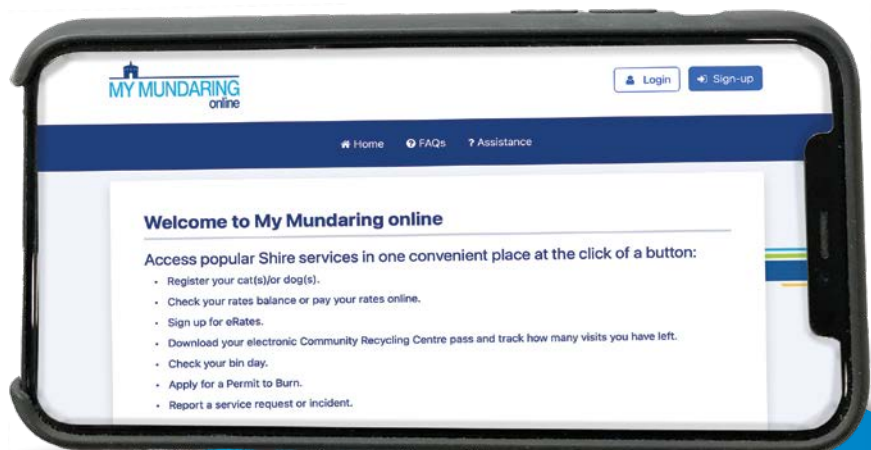 MY MUNDARING
online
Login
Sign-up
Home FAQs ? Assistance
Welcome to My Mundaring online
Access popular Shire services in one convenient place at the click of a button:
• Register your cat(s)/or dog(s).
• Check your rates balance or pay your rates online.
• Sign up for eRates.
• Download your electronic Community Recycling Centre pass and track how many visits you have left.
• Check your bin day.
• Apply for a Permit to Burn.
• Report a service request or incident.